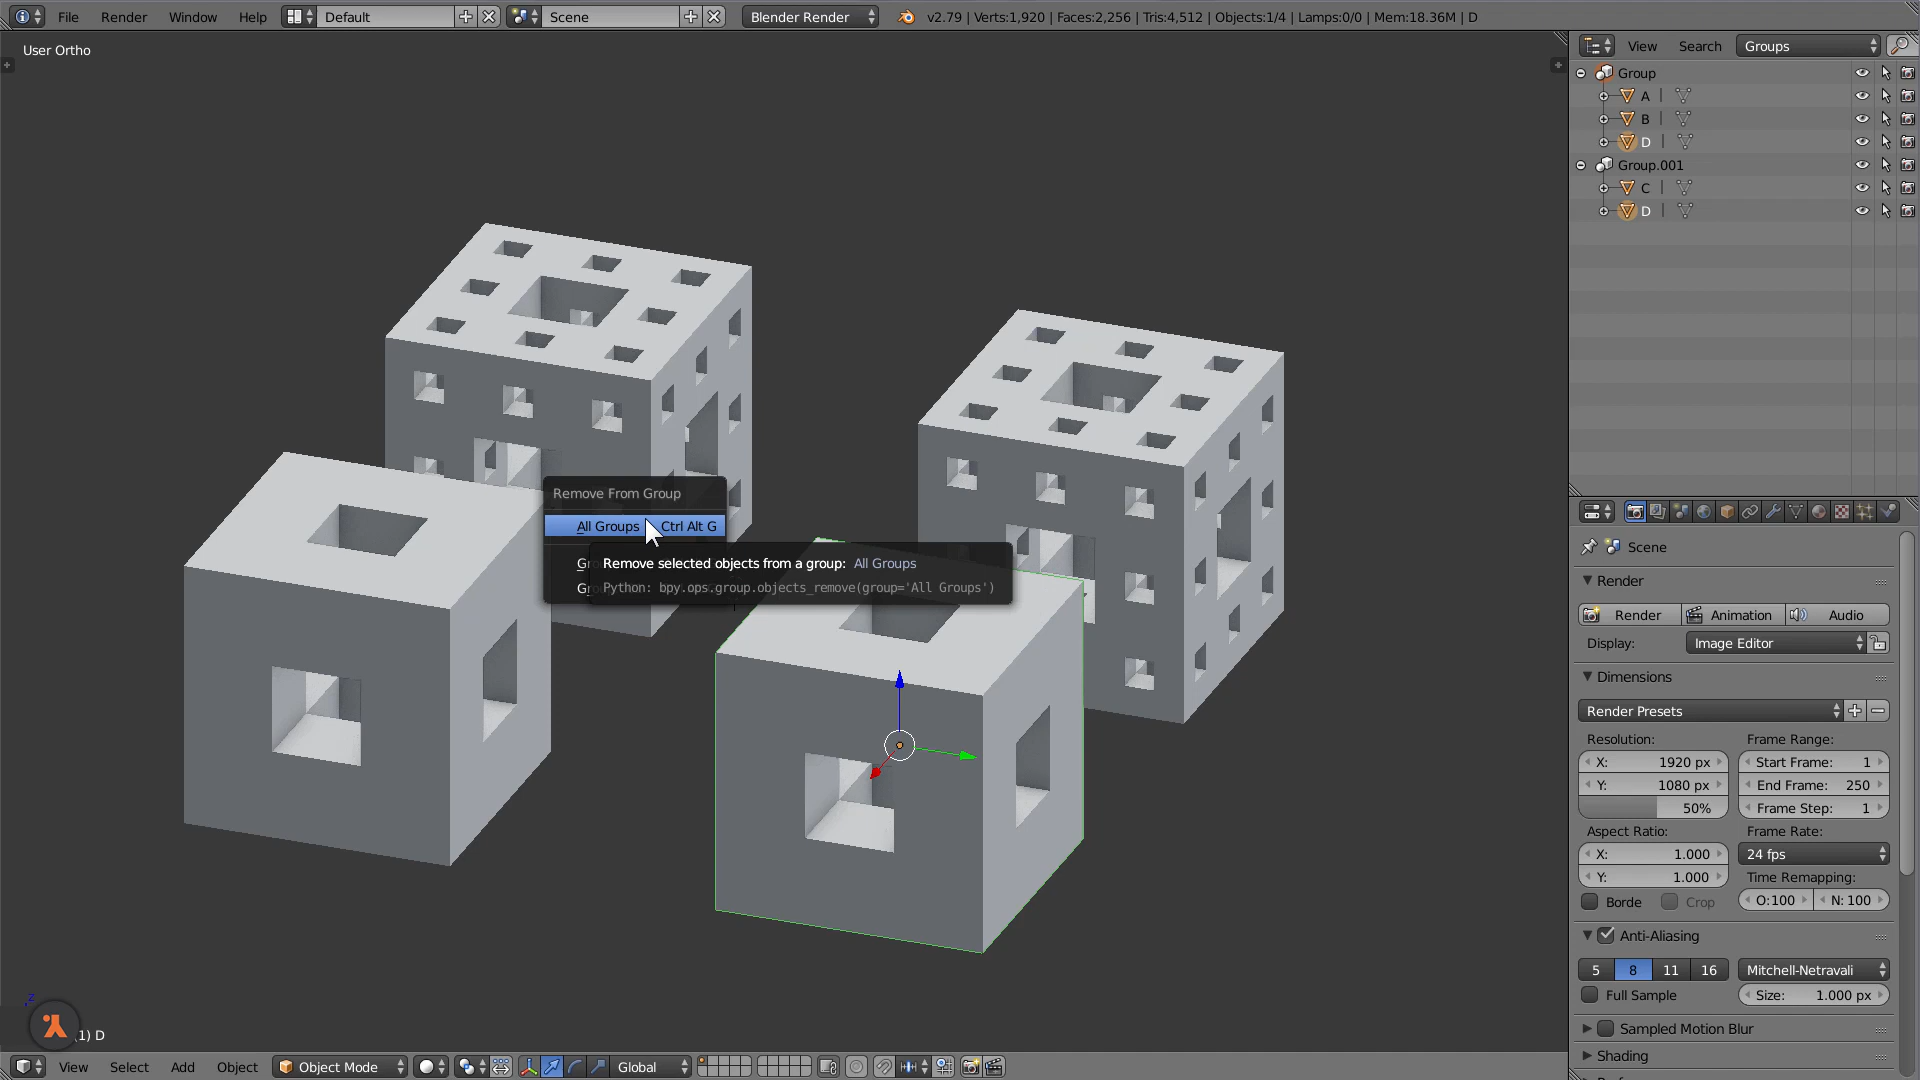 File Render Window Help Default Scene Blender Render v2.79 | Verts:1,920 | Faces:2,256 | Tris:4,512 | Objects:1/4 | Lamps:0/0 | Mem:18.36M | D
User Ortho
View Search Groups
Group
A
B
D
Group.001
C
D
Remove From Group
All Groups Ctrl Alt G
Remove selected objects from a group: All Groups
Python: bpy.ops.group.objects_remove(group='All Groups')
Scene
Render
Render Animation Audio
Display: Image Editor
Dimensions
Render Presets
Resolution: Frame Range:
X: 1920 px Start Frame: 1
Y: 1080 px End Frame: 250
50% Frame Step: 1
Aspect Ratio: Frame Rate:
X: 1.000 24 fps
Y: 1.000 Time Remapping:
Borde Crop O:100 N: 100
Anti-Aliasing
5 8 11 16 Mitchell-Netravali
Full Sample Size: 1.000 px
Sampled Motion Blur
Shading
z
1) D
View Select Add Object Object Mode Global